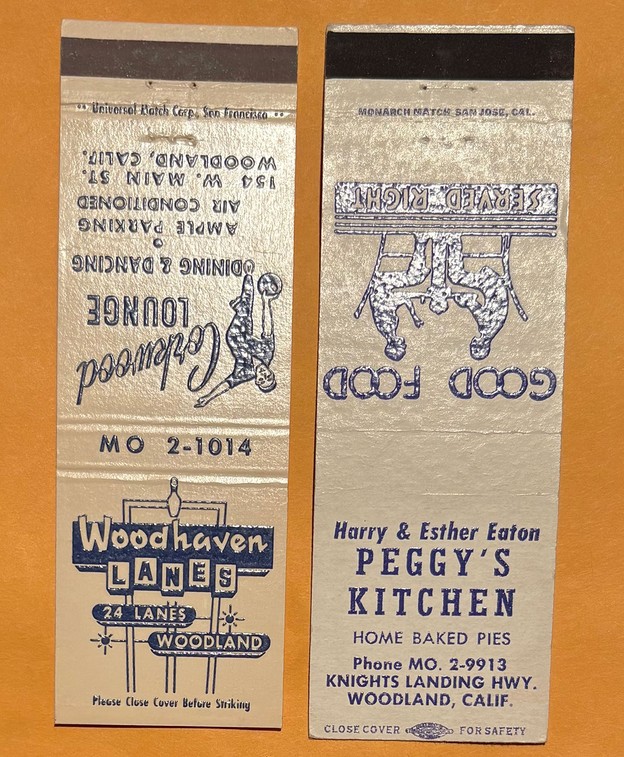 •• Universal Match Corp., San Francisco ••
154 W. MAIN ST.
WOODLAND, CALIF.
AMPLE PARKING
AIR CONDITIONED
DINING & DANCING
Corkwood
LOUNGE
MO 2-1014
Woodhaven
LANES
24 LANES
WOODLAND
Please Close Cover Before Striking
MONARCH MATCH SAN JOSE, CAL.
GOOD FOOD
SERVED RIGHT
Harry & Esther Eaton
PEGGY'S
KITCHEN
HOME BAKED PIES
Phone MO. 2-9913
KNIGHTS LANDING HWY.
WOODLAND, CALIF.
CLOSE COVER FOR SAFETY